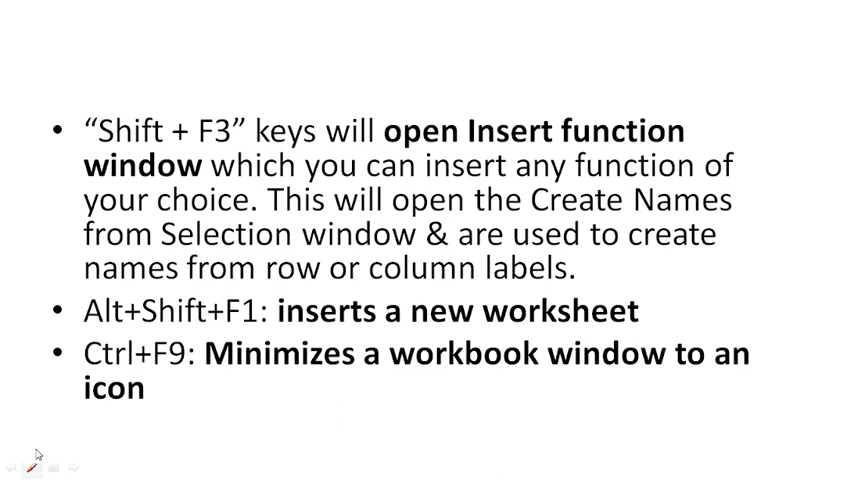 • “Shift + F3” keys will open Insert function
window which you can insert any function of
your choice. This will open the Create Names
from Selection window & are used to create
names from row or column labels.
• Alt+Shift+F1: inserts a new worksheet
• Ctrl+F9: Minimizes a workbook window to an
icon